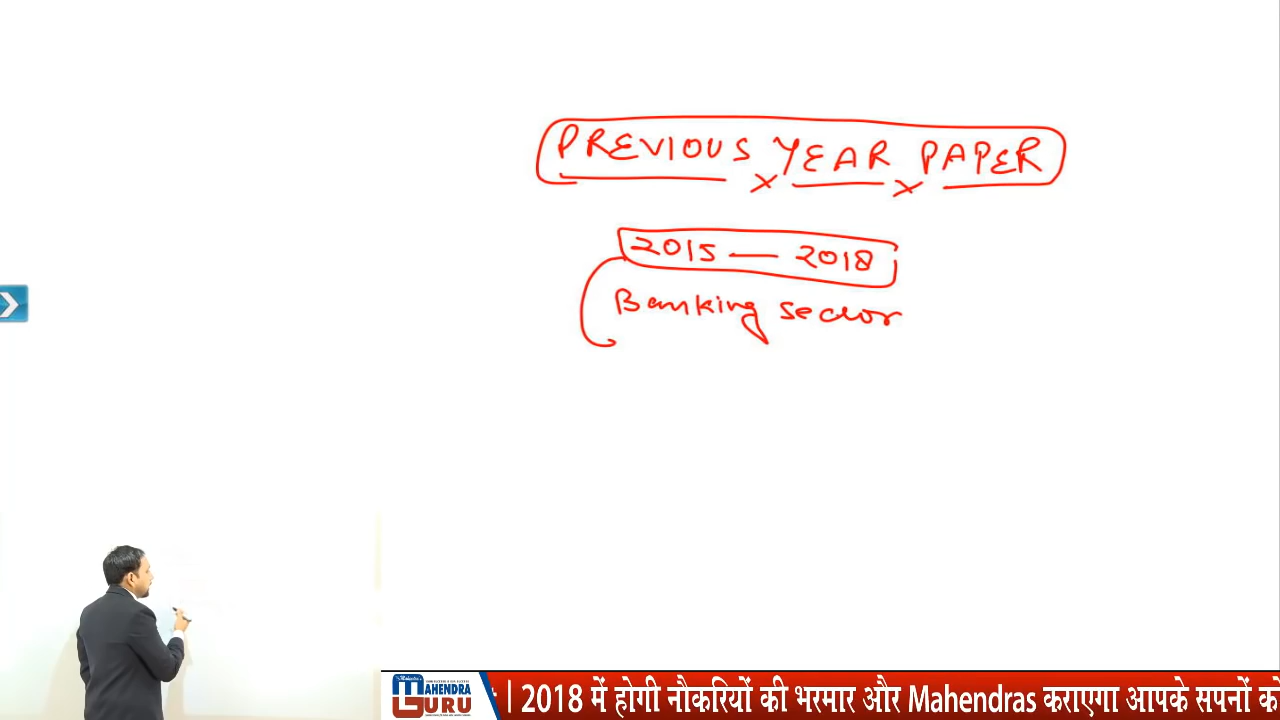 PREVIOUS YEAR PAPER
2015 — 2018
Banking sector
MAHENDRA
GURU
| 2018 में होगी नौकरियों की भरमार और Mahendras कराएगा आपके सपनों को